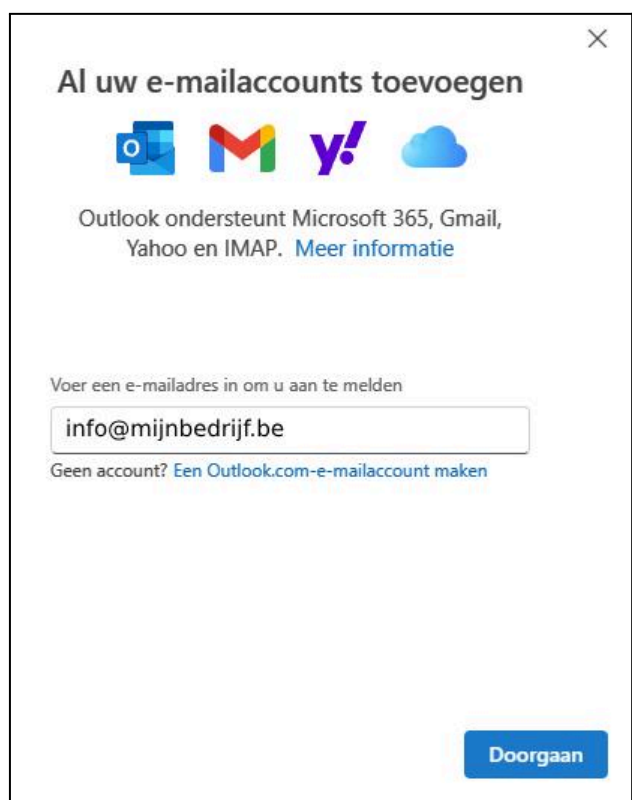 Al uw e-mailaccounts toevoegen
Outlook ondersteunt Microsoft 365, Gmail,
Yahoo en IMAP. Meer informatie
Voer een e-mailadres in om u aan te melden
info@mijnbedrijf.be
Geen account? Een Outlook.com-e-mailaccount maken
Doorgaan